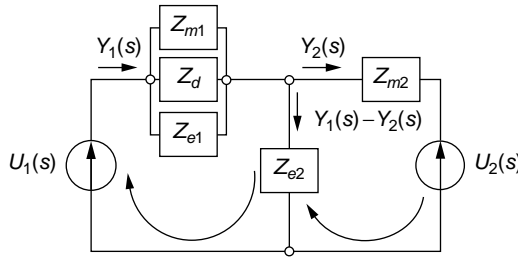 Z_m1
Y_1(s)
Z_d
Y_2(s)
Z_m2
Z_e1
Y_1(s) – Y_2(s)
U_1(s)
Z_e2
U_2(s)